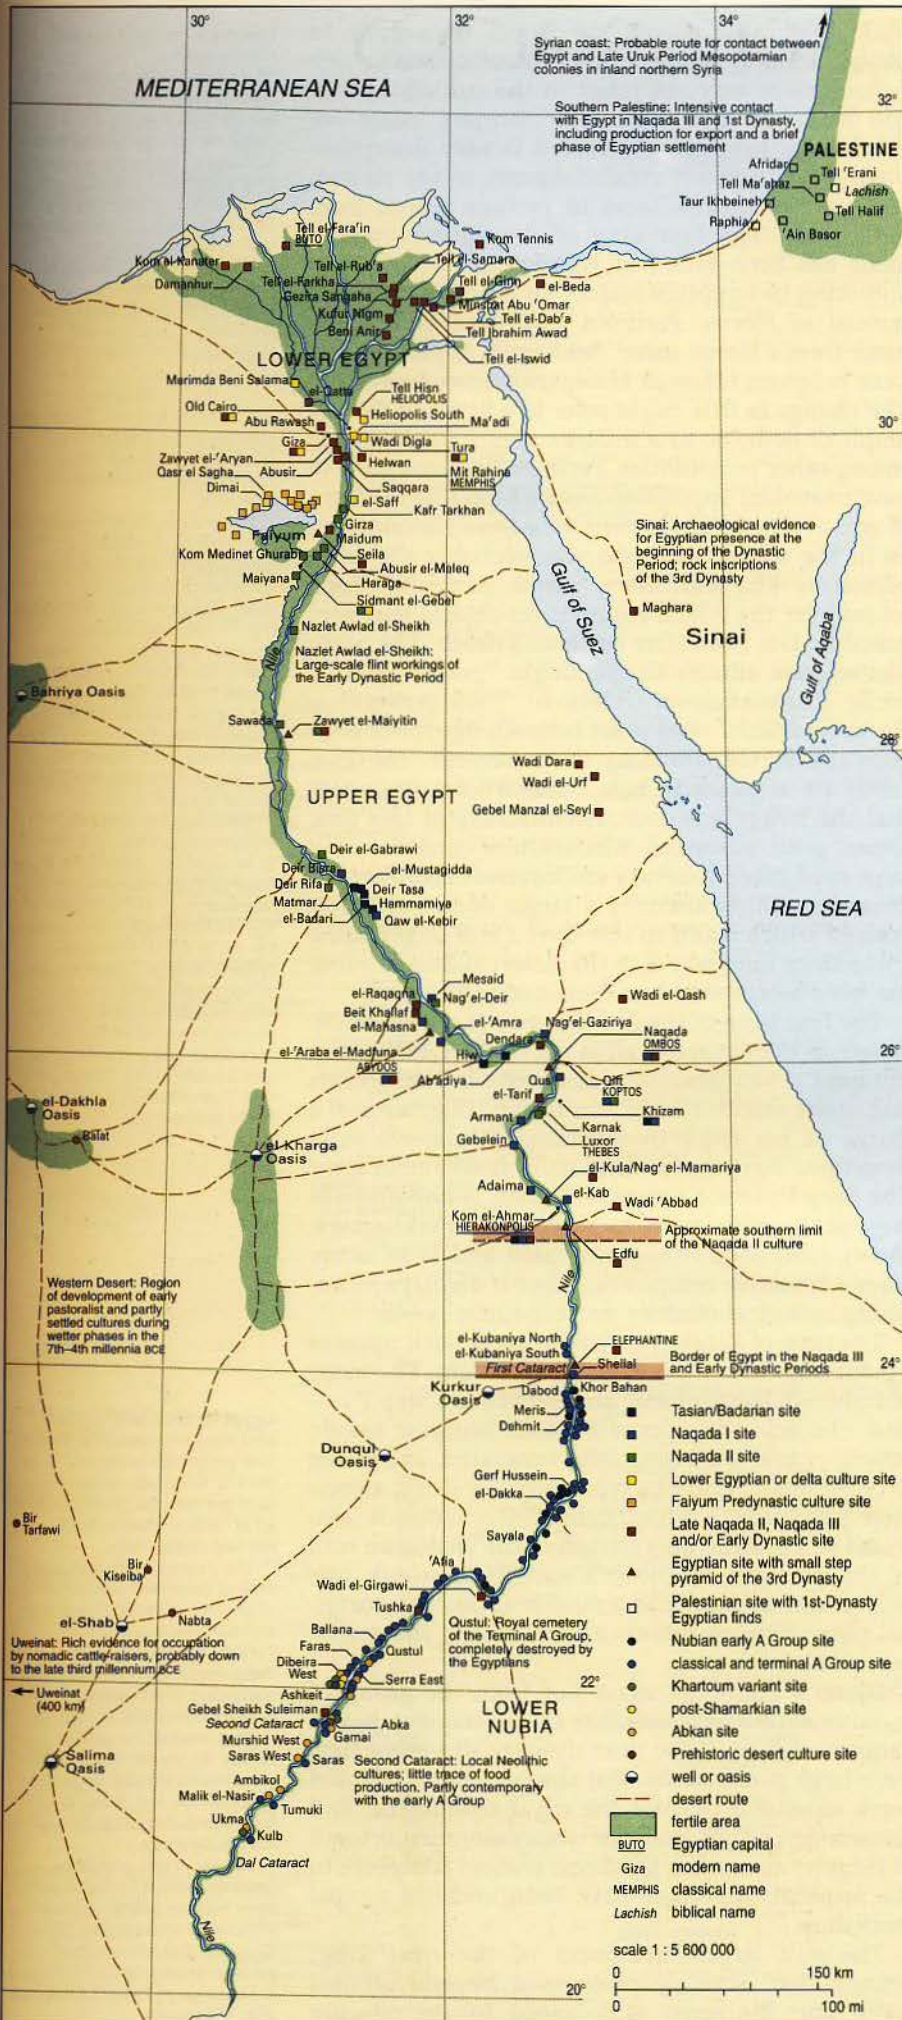 30°
32°
34°
Syrian coast: Probable route for contact between
Egypt and Late Uruk Period Mesopotamian
colonies in inland northern Syria
MEDITERRANEAN SEA
32°
Southern Palestine: Intensive contact
with Egypt in Naqada III and 1st Dynasty,
including production for export and a brief
phase of Egyptian settlement
PALESTINE
Afridar
Tell ʿErani
Tell Maʿahaz
Lachish
Taur Ikhbeineh
Tell Halif
Raphia
ʿAin Basor
Tell el-Faraʿin
BUTO
Kom Tennis
Kom el-Kanater
Tell el-Rubʿa
Tell el-Samara
Damanhur
Tell el-Farkha
Tell el-Ginn
el-Beda
Gezira Sangaha
Minshat Abu ʿOmar
Kufur Nigm
Tell el-Dabʿa
Beni Amir
Tell Ibrahim Awad
LOWER EGYPT
Tell el-Iswid
Merimda Beni Salama
el-Qatta
Tell Hisn
HELIOPOLIS
Old Cairo
Heliopolis South
Abu Rawash
Maʿadi
30°
Giza
Wadi Digla
Tura
Zawyet el-ʿAryan
Helwan
Mit Rahina
MEMPHIS
Qasr el Sagha
Abusir
Saqqara
Dimai
el-Saff
Kafr Tarkhan
Girza
Faiyum
Maidum
Sinai: Archaeological evidence
for Egyptian presence at the
beginning of the Dynastic
Period; rock inscriptions
of the 3rd Dynasty
Kom Medinet Ghurab
Seila
Abusir el-Meleq
Maiyana
Haraga
Sidmant el-Gebel
Gulf of Suez
Maghara
Sinai
Gulf of Aqaba
Nazlet Awlad el-Sheikh
Nile
Nazlet Awlad el-Sheikh:
Large-scale flint workings of
the Early Dynastic Period
Bahriya Oasis
Sawada
Zawyet el-Maiyitin
28°
Wadi Dara
Wadi el-Urf
UPPER EGYPT
Gebel Manzal el-Seyl
Deir el-Gabrawi
Deir Bisra
el-Mustagidda
Deir Rifa
Deir Tasa
Matmar
Hammamiya
el-Badari
Qaw el-Kebir
RED SEA
Mesaid
el-Raqaqna
Nagʿ el-Deir
Wadi el-Qash
Beit Khallaf
el-Mahasna
el-ʿAmra
Nagʿ el-Gaziriya
Naqada
OMBOS
Dendara
26°
el-ʿAraba el-Madfuna
ABYDOS
Hiw
Abʿadiya
Qus
Qift
KOPTOS
el-Dakhla
Oasis
el-Tarif
Khizam
Balat
Armant
Karnak
el Kharga
Oasis
Gebelein
Luxor
THEBES
el-Kula/Nagʿ el-Mamariya
Adaima
el-Kab
Wadi ʿAbbad
Kom el-Ahmar
HIERAKONPOLIS
Approximate southern limit
of the Naqada II culture
Edfu
Nile
Western Desert: Region
of development of early
pastoralist and partly
settled cultures during
wetter phases in the
7th–4th millennia BCE
el-Kubaniya North
ELEPHANTINE
el-Kubaniya South
First Cataract
Shellal
Border of Egypt in the Naqada III
and Early Dynastic Periods
24°
Kurkur
Oasis
Dabod
Khor Bahan
Meris
Dehmit
Dunqul
Oasis
Gerf Hussein
el-Dakka
Bir
Tarfawi
Sayala
ʿAfia
Bir
Kiseiba
Wadi el-Girgawi
Tushka
el-Shab
Nabta
Ballana
Qustul: Royal cemetery
of the Terminal A Group,
completely destroyed by
the Egyptians
Uweinat: Rich evidence for occupation
by nomadic cattle-raisers, probably down
to the late third millennium BCE
Faras
Qustul
Dibeira
West
Serra East
22°
Uweinat
(400 km)
Ashkeit
LOWER
NUBIA
Gebel Sheikh Suleiman
Second Cataract
Abka
Gamai
Murshid West
Saras West
Saras
Salima
Oasis
Second Cataract: Local Neolithic
cultures; little trace of food
production. Partly contemporary
with the early A Group
Ambikol
Malik el-Nasir
Tumuki
Ukma
Kulb
Dal Cataract
Nile
20°
Tasian/Badarian site
Naqada I site
Naqada II site
Lower Egyptian or delta culture site
Faiyum Predynastic culture site
Late Naqada II, Naqada III
and/or Early Dynastic site
Egyptian site with small step
pyramid of the 3rd Dynasty
Palestinian site with 1st-Dynasty
Egyptian finds
Nubian early A Group site
classical and terminal A Group site
Khartoum variant site
post-Shamarkian site
Abkan site
Prehistoric desert culture site
well or oasis
desert route
fertile area
BUTO Egyptian capital
Giza modern name
MEMPHIS classical name
Lachish biblical name
scale 1 : 5 600 000
0 150 km
0 100 mi